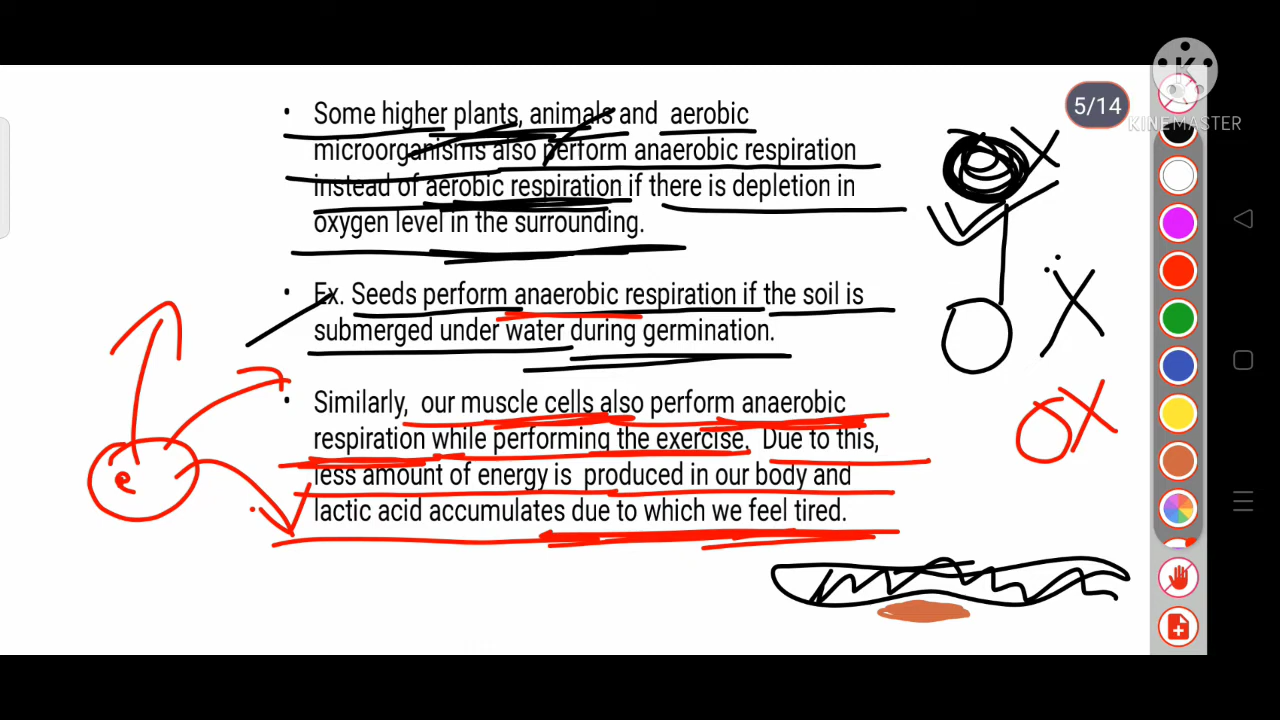 5/14
KINEMASTER
• Some higher plants, animals and aerobic
microorganisms also perform anaerobic respiration
instead of aerobic respiration if there is depletion in
oxygen level in the surrounding.
• Ex. Seeds perform anaerobic respiration if the soil is
submerged under water during germination.
• Similarly, our muscle cells also perform anaerobic
respiration while performing the exercise. Due to this,
less amount of energy is produced in our body and
lactic acid accumulates due to which we feel tired.
e